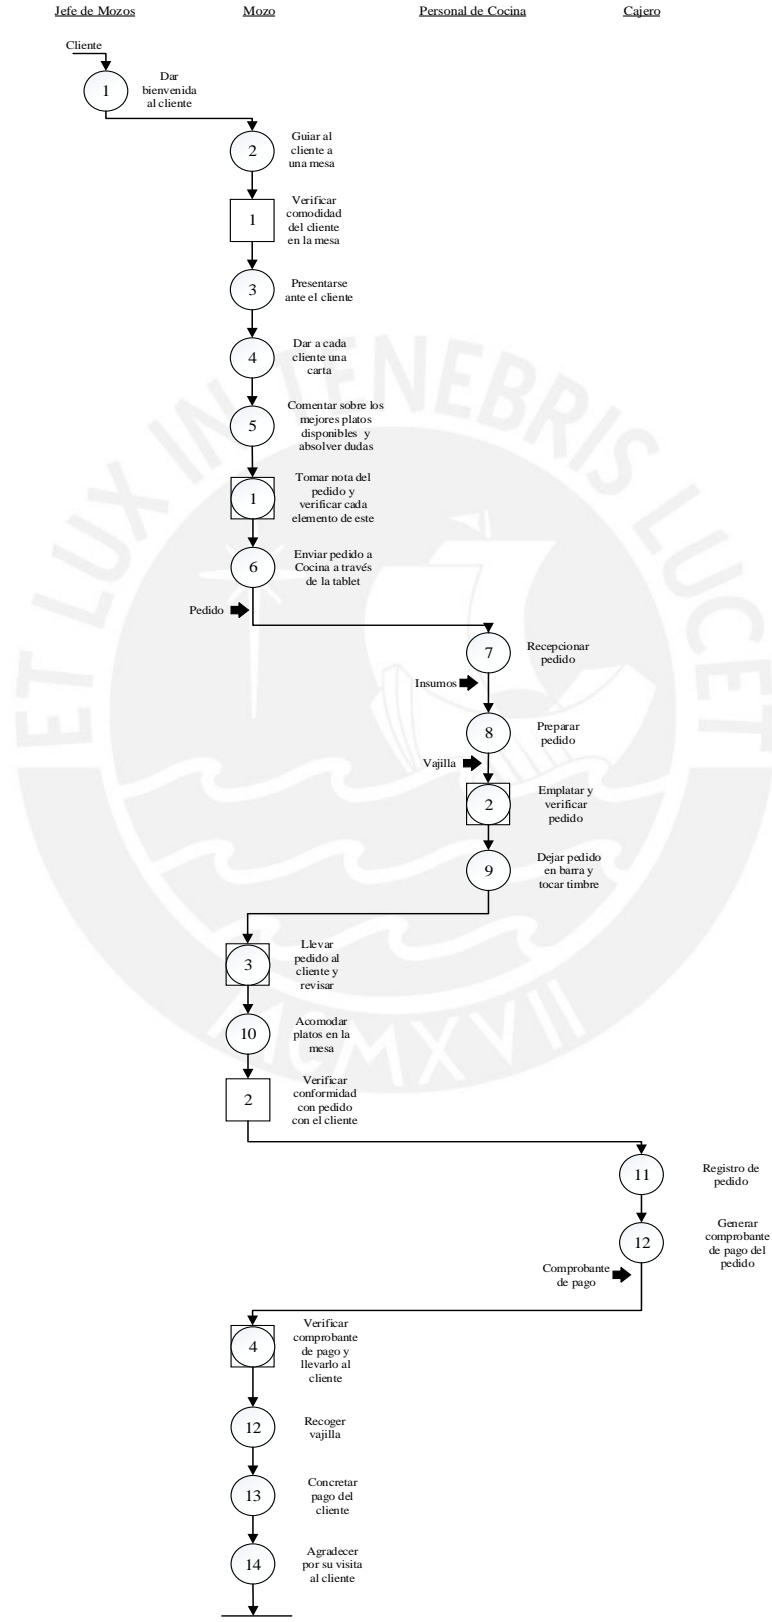 Jefe de Mozos
Mozo
Personal de Cocina
Cajero
Cliente
1
Dar
bienvenida
al cliente
2
Guiar al
cliente a
una mesa
1
Verificar
comodidad
del cliente
en la mesa
3
Presentarse
ante el cliente
4
Dar a cada
cliente una
carta
5
Comentar sobre los
mejores platos
disponibles y
absolver dudas
1
Tomar nota del
pedido y
verificar cada
elemento de este
6
Enviar pedido a
Cocina a través
de la tablet
Pedido
7
Recepcionar
pedido
Insumos
8
Preparar
pedido
Vajilla
2
Emplatar y
verificar
pedido
9
Dejar pedido
en barra y
tocar timbre
3
Llevar
pedido al
cliente y
revisar
10
Acomodar
platos en la
mesa
2
Verificar
conformidad
con pedido
con el cliente
11
Registro de
pedido
12
Generar
comprobante
de pago del
pedido
Comprobante
de pago
4
Verificar
comprobante
de pago y
llevarlo al
cliente
12
Recoger
vajilla
13
Concretar
pago del
cliente
14
Agradecer
por su visita
al cliente
ET LUX IN TENEBRIS LUCET
MCMXVII